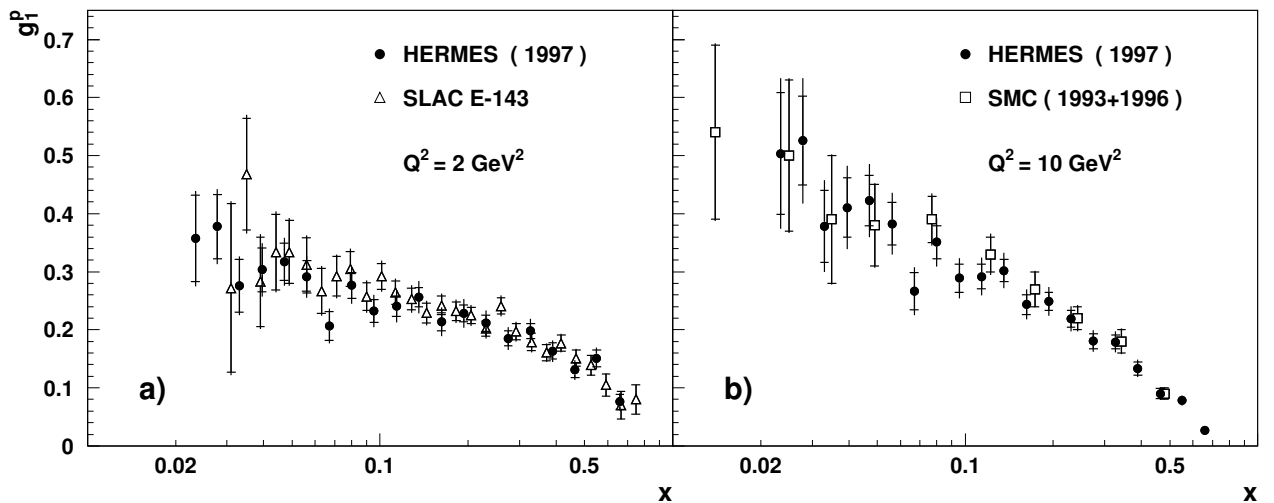 g₁ᵖ
0.7
0.6
0.5
0.4
0.3
0.2
0.1
0
HERMES ( 1997 )
SLAC E-143
Q² = 2 GeV²
a)
0.02 0.1 0.5
x
HERMES ( 1997 )
SMC ( 1993+1996 )
Q² = 10 GeV²
b)
0.02 0.1 0.5
x